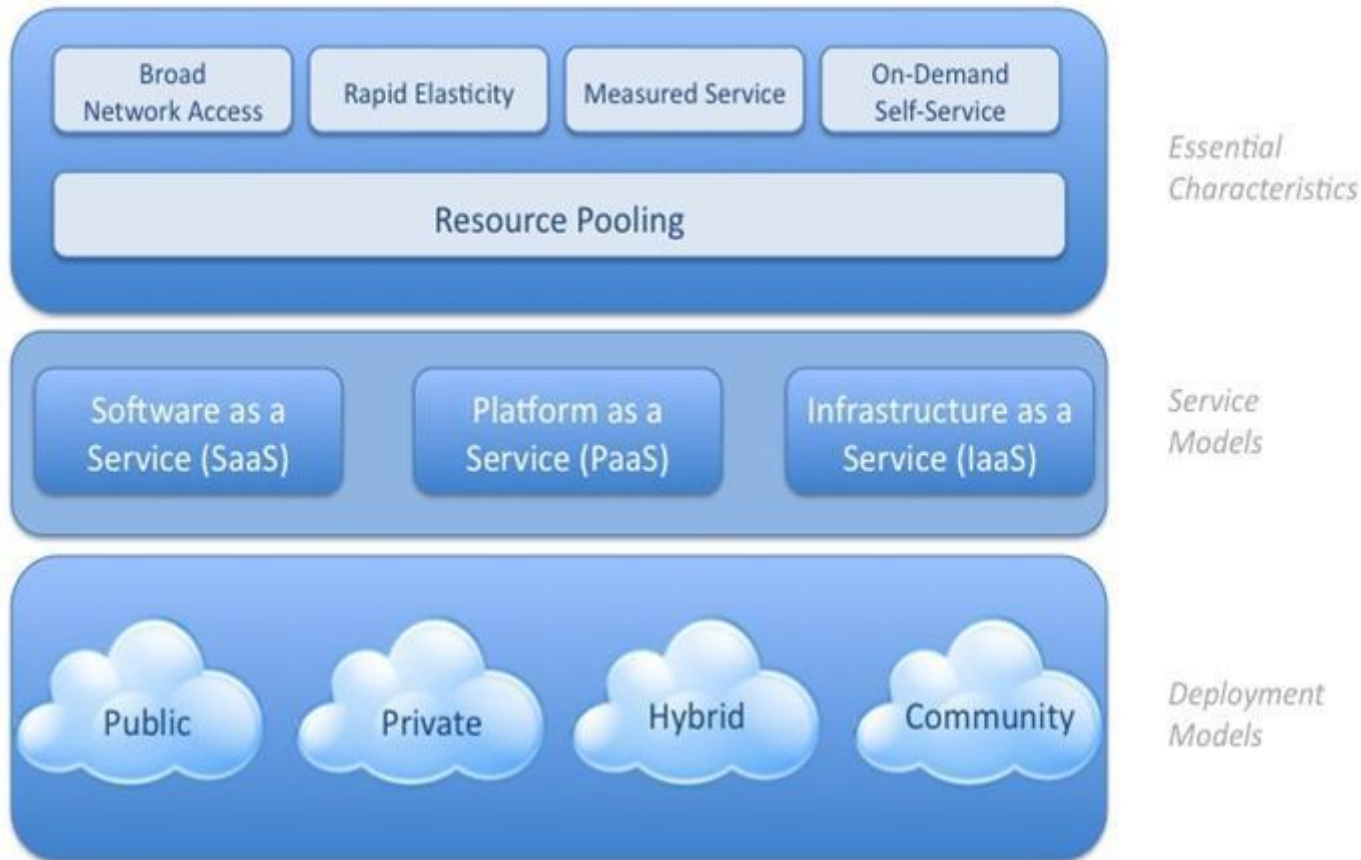 Broad
Network Access
Rapid Elasticity
Measured Service
On-Demand
Self-Service
Resource Pooling
Essential
Characteristics
Software as a
Service (SaaS)
Platform as a
Service (PaaS)
Infrastructure as a
Service (IaaS)
Service
Models
Public
Private
Hybrid
Community
Deployment
Models